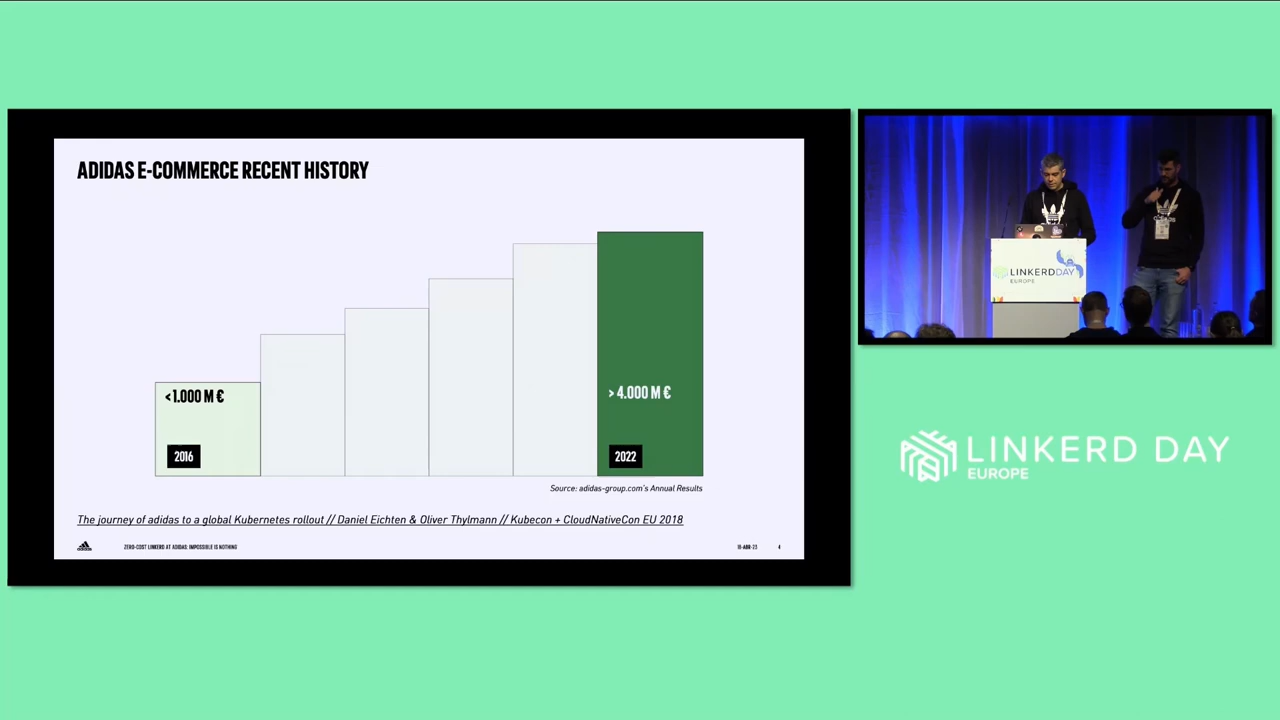 ADIDAS E-COMMERCE RECENT HISTORY
<1.000 M €
2016
> 4.000 M €
2022
Source: adidas-group.com's Annual Results
The journey of adidas to a global Kubernetes rollout // Daniel Eichten & Oliver Thylmann // Kubecon + CloudNativeCon EU 2018
adidas
ZERO-COST LINKERD AT ADIDAS: IMPOSSIBLE IS NOTHING
4
LINKERD DAY
EUROPE
LINKERD DAY
EUROPE